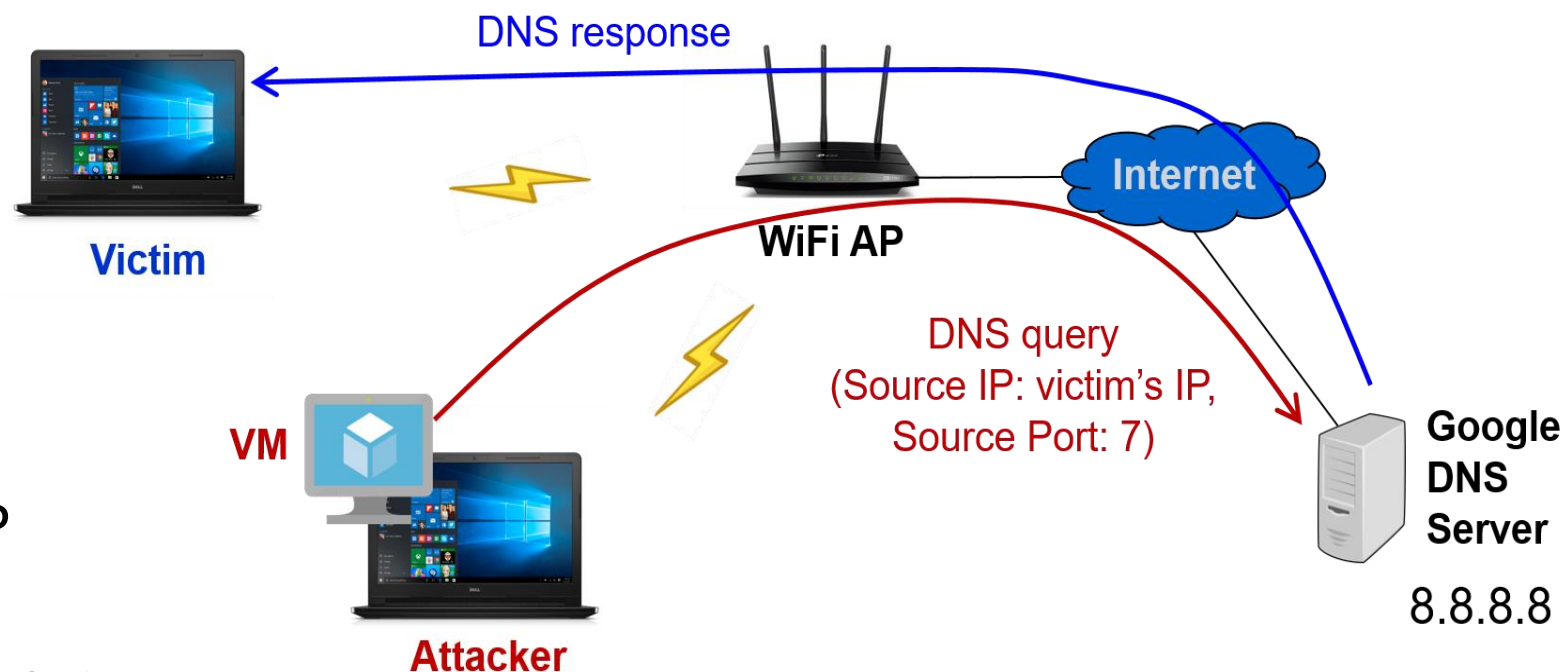 DNS response
Internet
WiFi AP
Victim
DNS query
(Source IP: victim's IP,
Source Port: 7)
VM
Google
DNS
Server
8.8.8.8
Attacker